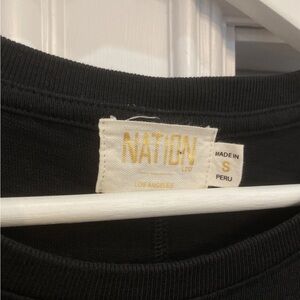 NATION
LTD
LOS ANGELES
MADE IN
S
PERU